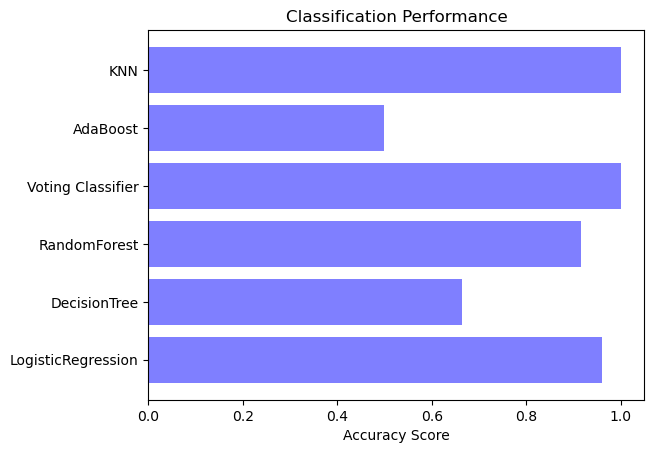 Classification Performance
KNN
AdaBoost
Voting Classifier
RandomForest
DecisionTree
LogisticRegression
0.0 0.2 0.4 0.6 0.8 1.0
Accuracy Score